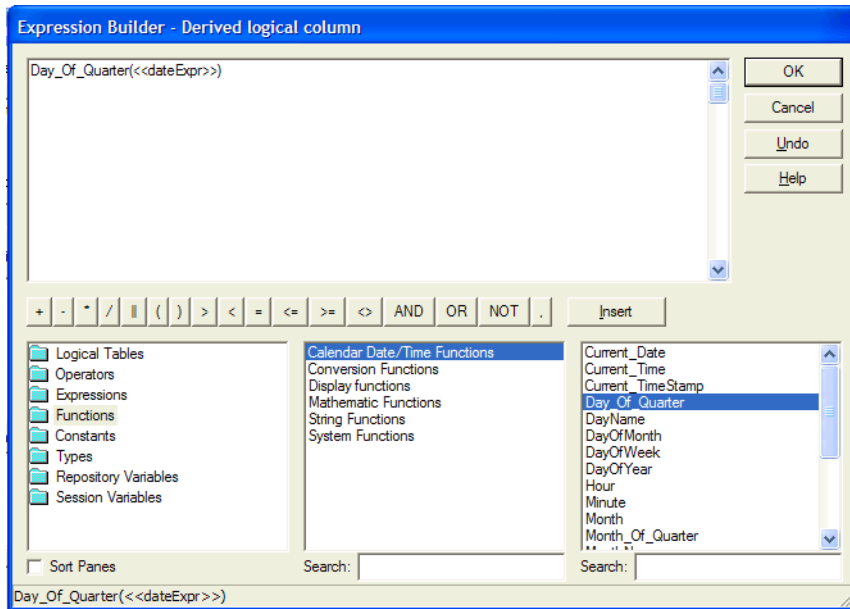 Expression Builder - Derived logical column
Day_Of_Quarter(<<dateExpr>>)
OK
Cancel
Undo
Help
+ - * / || ( ) > < = <= >= <> AND OR NOT , Insert
Logical Tables
Operators
Expressions
Functions
Constants
Types
Repository Variables
Session Variables
Calendar Date/Time Functions
Conversion Functions
Display functions
Mathematic Functions
String Functions
System Functions
Current_Date
Current_Time
Current_TimeStamp
Day_Of_Quarter
DayName
DayOfMonth
DayOfWeek
DayOfYear
Hour
Minute
Month
Month_Of_Quarter
Sort Panes Search: Search:
Day_Of_Quarter(<<dateExpr>>)